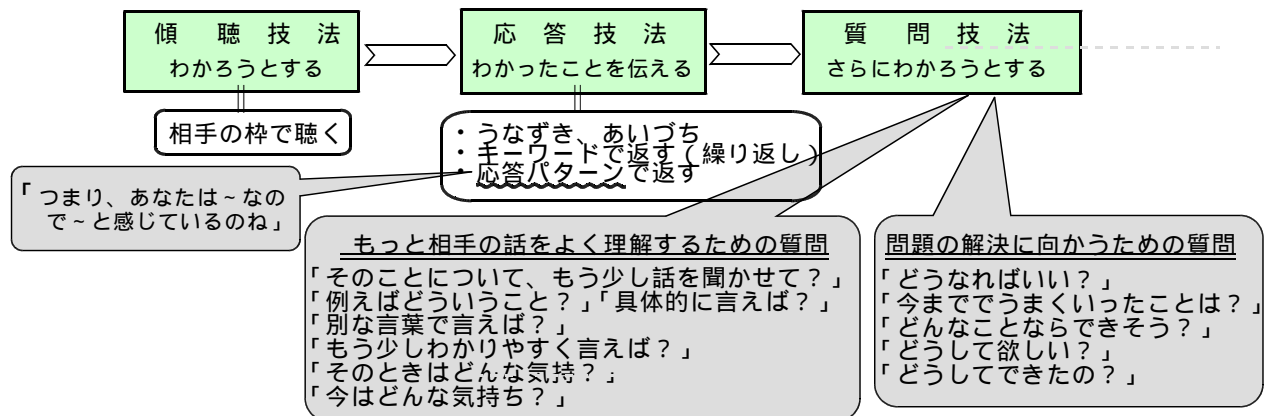 傾聴技法
わかろうとする
応答技法
わかったことを伝える
質問技法
さらにわかろうとする
相手の枠で聴く
・うなずき、あいづち
・キーワードで返す（繰り返し）
・応答パターンで返す
「つまり、あなたは～なの
で～と感じているのね」
もっと相手の話をよく理解するための質問
「そのことについて、もう少し話を聞かせて？」
「例えばどういうこと？」「具体的に言えば？」
「別な言葉で言えば？」
「もう少しわかりやすく言えば？」
「そのときはどんな気持？」
「今はどんな気持ち？」
問題の解決に向かうための質問
「どうなればいい？」
「今まででうまくいったことは？」
「どんなことならできそう？」
「どうして欲しい？」
「どうしてできたの？」